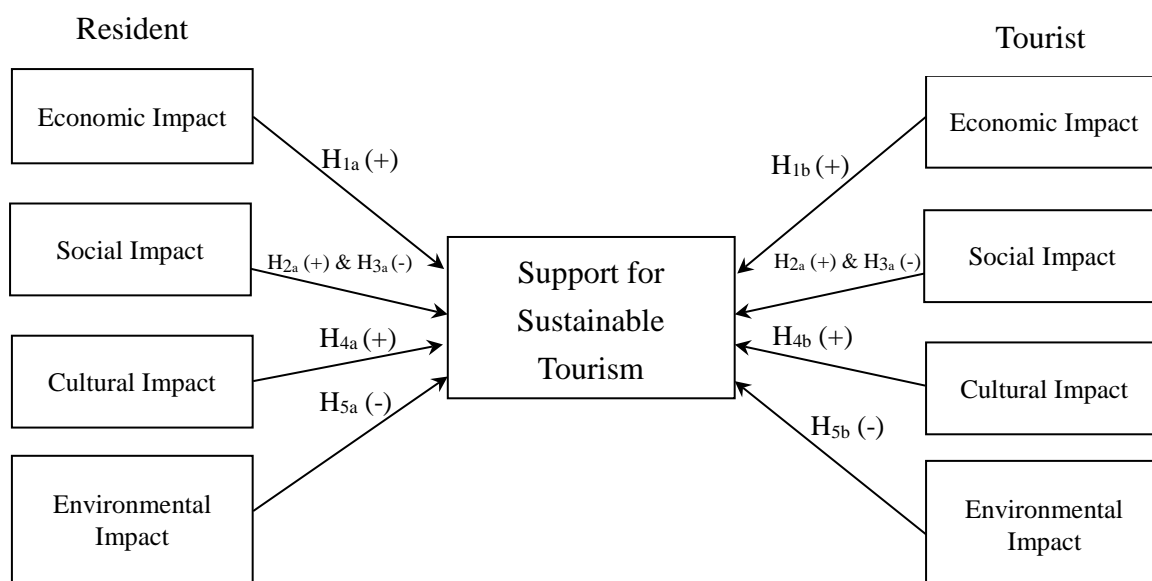 Resident
Tourist
Economic Impact
Economic Impact
H1a (+)
H1b (+)
Social Impact
Social Impact
H2a (+) & H3a (-)
H2a (+) & H3a (-)
Support for
Sustainable
Tourism
H4a (+)
H4b (+)
Cultural Impact
Cultural Impact
H5a (-)
H5b (-)
Environmental
Impact
Environmental
Impact